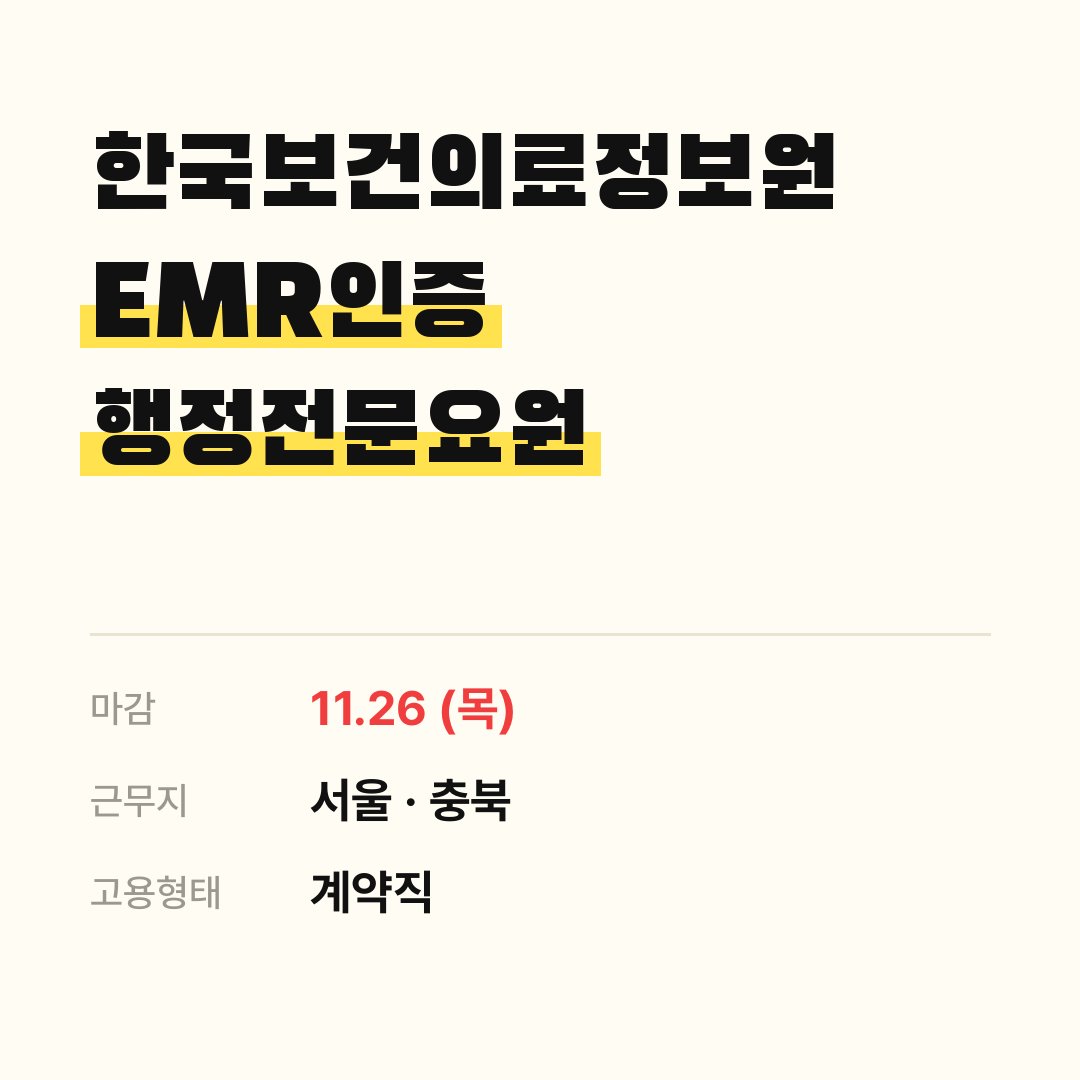 한국보건의료정보원
EMR인증
행정전문요원
마감 11.26 (목)
근무지 서울 · 충북
고용형태 계약직